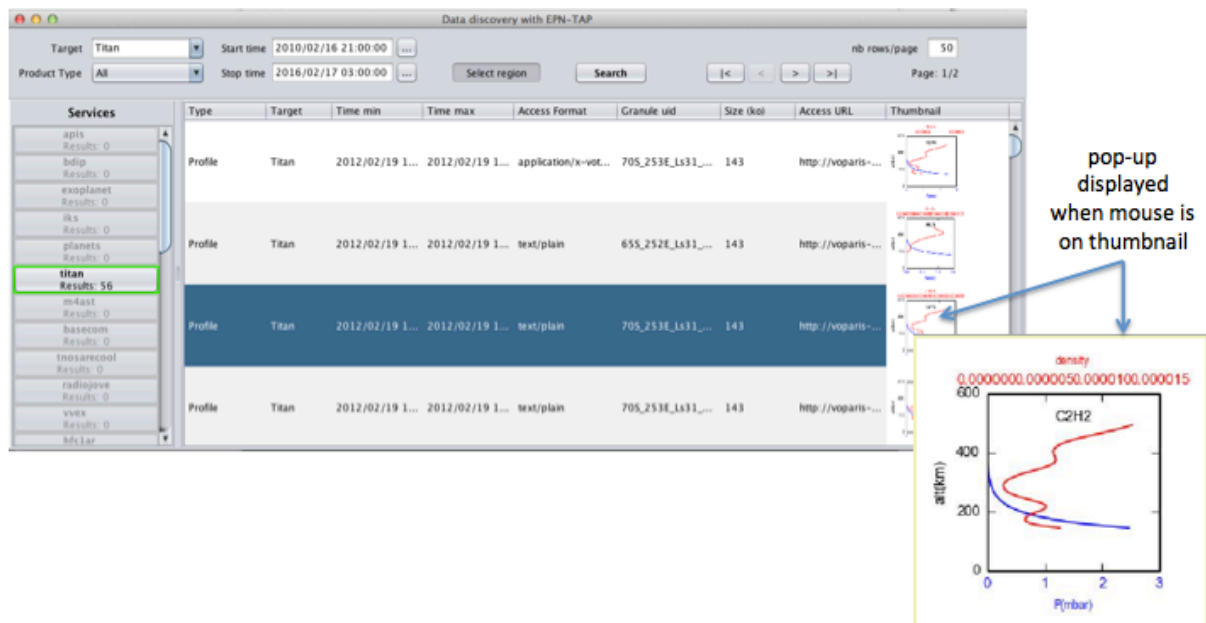 Data discovery with EPN-TAP
Target Titan Start time 2010/02/16 21:00:00 ... nb rows/page 50
Product Type All Stop time 2016/02/17 03:00:00 ... Select region Search |< < > >| Page: 1/2
Services Type Target Time min Time max Access Format Granule uid Size (ko) Access URL Thumbnail
apis
Results: 0
bdip
Results: 0
exoplanet
Results: 0
iks
Results: 0
planets
Results: 0
titan
Results: 56
m4ast
Results: 0
basecom
Results: 0
tnosarecool
Results: 0
radiojove
Results: 0
vvex
Results: 0
hfc1ar
Profile Titan 2012/02/19 1... 2012/02/19 1... application/x-vot... 70S_253E_Ls31_... 143 http://voparis-...
Profile Titan 2012/02/19 1... 2012/02/19 1... text/plain 65S_252E_Ls31_... 143 http://voparis-...
Profile Titan 2012/02/19 1... 2012/02/19 1... text/plain 70S_253E_Ls31_... 143 http://voparis-...
Profile Titan 2012/02/19 1... 2012/02/19 1... text/plain 70S_253E_Ls31_... 143 http://voparis-...
pop-up
displayed
when mouse is
on thumbnail
density
0.0000000.0000050.0000100.000015
600
C2H2
400
alt(km)
200
0
0 1 2 3
P(mbar)